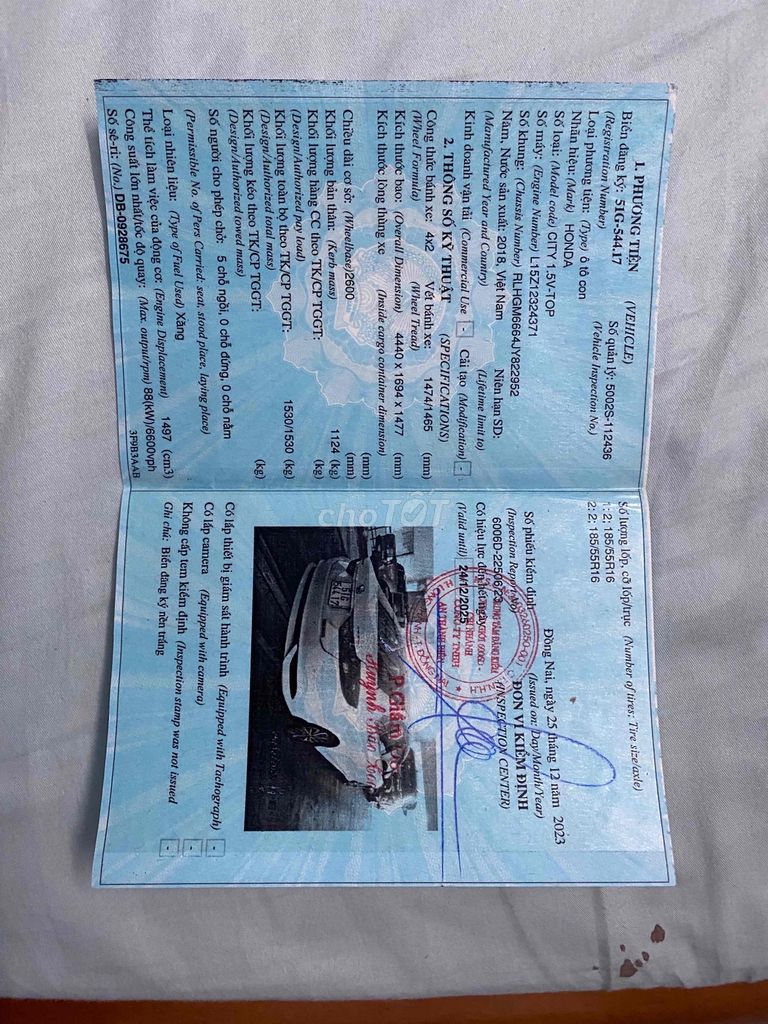 1. PHƯƠNG TIỆN (VEHICLE)
Biển đăng ký: 51G-544.17 Số quản lý: 5002S-112436
(Registration Number) (Vehicle Inspection No.)
Loại phương tiện: (Type) ô tô con
Nhãn hiệu: (Mark) HONDA
Số loại: (Model code) CITY 1.5V-TOP
Số máy: (Engine Number) L15Z12324371
Số khung: (Chassis Number) RLHGM6664JY822952
Năm, Nước sản xuất: 2018, Việt Nam Niên hạn SD:
(Manufactured Year and Country) (Lifetime limit to)
Kinh doanh vận tải (Commercial Use) - Cải tạo (Modification) -
2. THÔNG SỐ KỸ THUẬT (SPECIFICATIONS)
Công thức bánh xe: 4x2 Vết bánh xe: 1474/1465 (mm)
(Wheel Formula) (Wheel Tread)
Kích thước bao: (Overall Dimension) 4440 x 1694 x 1477 (mm)
Kích thước lòng thùng xe (Inside cargo container dimension)
(mm)
Chiều dài cơ sở: (Wheelbase) 2600 (mm)
Khối lượng bản thân: (Kerb mass) 1124 (kg)
Khối lượng hàng CC theo TK/CP TGGT: (kg)
(Design/Authorized pay load)
Khối lượng toàn bộ theo TK/CP TGGT: 1530/1530 (kg)
(Design/Authorized total mass)
Khối lượng kéo theo TK/CP TGGT: (kg)
(Design/Authorized towed mass)
Số người cho phép chở: 5 chỗ ngồi, 0 chỗ đứng, 0 chỗ nằm
(Permissible No. of Pers Carried: seat, stood place, laying place)
Loại nhiên liệu: (Type of Fuel Used) Xăng
Thể tích làm việc của động cơ: (Engine Displacement) 1497 (cm3)
Công suất lớn nhất/tốc độ quay: (Max. output/rpm) 88(kW)/6600vph
Số sê-ri: (No.) DB-0928675 3F9B3AAB
Số lượng lốp, cỡ lốp/trục (Number of tires: Tire size/axle)
1: 2; 185/55R16
2: 2; 185/55R16
Đồng Nai, ngày 25 tháng 12 năm 2023
(Issued on: Day/Month/Year)
Số phiếu kiểm định ĐƠN VỊ KIỂM ĐỊNH
(Inspection Report No) (INSPECTION CENTER)
6006D-22506/23
Có hiệu lực đến hết ngày
(Valid until) 24/12/2025
CHI NHÁNH
CÔNG TY TNHH
chợTỐT
51G
544.17
Có lắp thiết bị giám sát hành trình (Equipped with Tachograph) -
Có lắp camera (Equipped with camera) -
Không cấp tem kiểm định (Inspection stamp was not issued -
Ghi chú: Biển đăng ký nền trắng